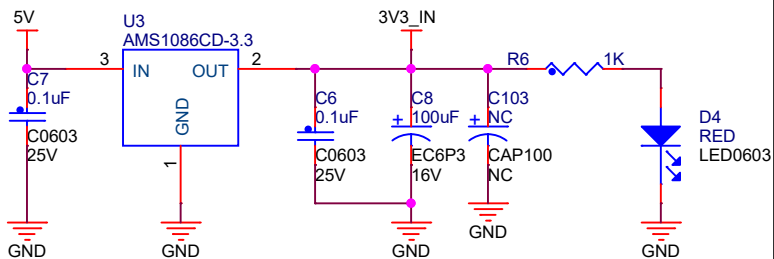 5V
U3
AMS1086CD-3.3
3V3_IN
3
IN
OUT
2
GND
1
C7
0.1uF
C0603
25V
C6
0.1uF
C0603
25V
C8
100uF
EC6P3
16V
C103
NC
CAP100
NC
R6
1K
D4
RED
LED0603
GND
GND
GND
GND
GND